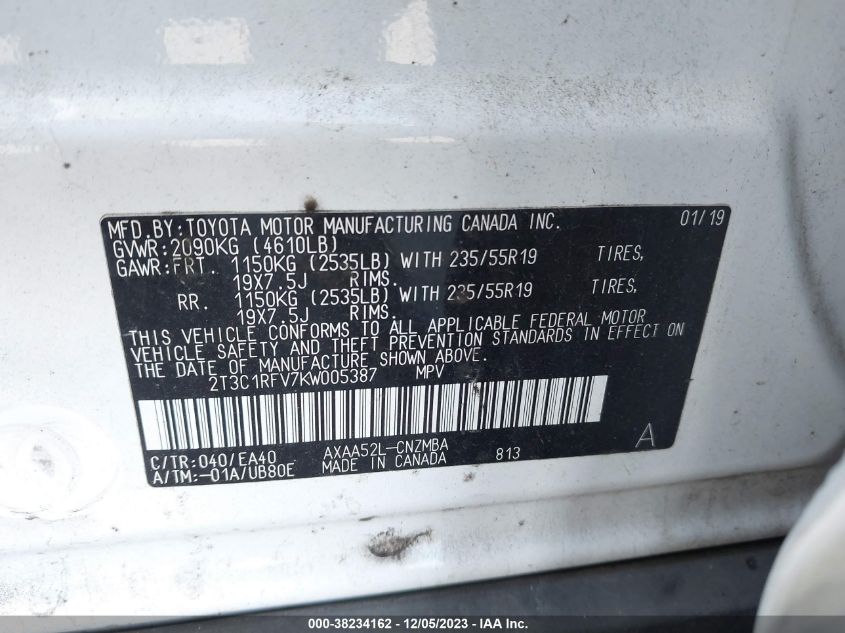 MFD.BY:TOYOTA MOTOR MANUFACTURING CANADA INC. 01/19
GVWR:2090KG (4610LB)
GAWR:FRT. 1150KG (2535LB) WITH 235/55R19 TIRES,
19X7.5J RIMS.
RR. 1150KG (2535LB) WITH 235/55R19 TIRES,
19X7.5J RIMS.
THIS VEHICLE CONFORMS TO ALL APPLICABLE FEDERAL MOTOR
VEHICLE SAFETY AND THEFT PREVENTION STANDARDS IN EFFECT ON
THE DATE OF MANUFACTURE SHOWN ABOVE.
2T3C1RFV7KW005387 MPV
A
C/TR:040/EA40 AXAA52L-CNZMBA 813
A/TM:-01A/UB80E MADE IN CANADA
000-38234162 - 12/05/2023 - IAA Inc.